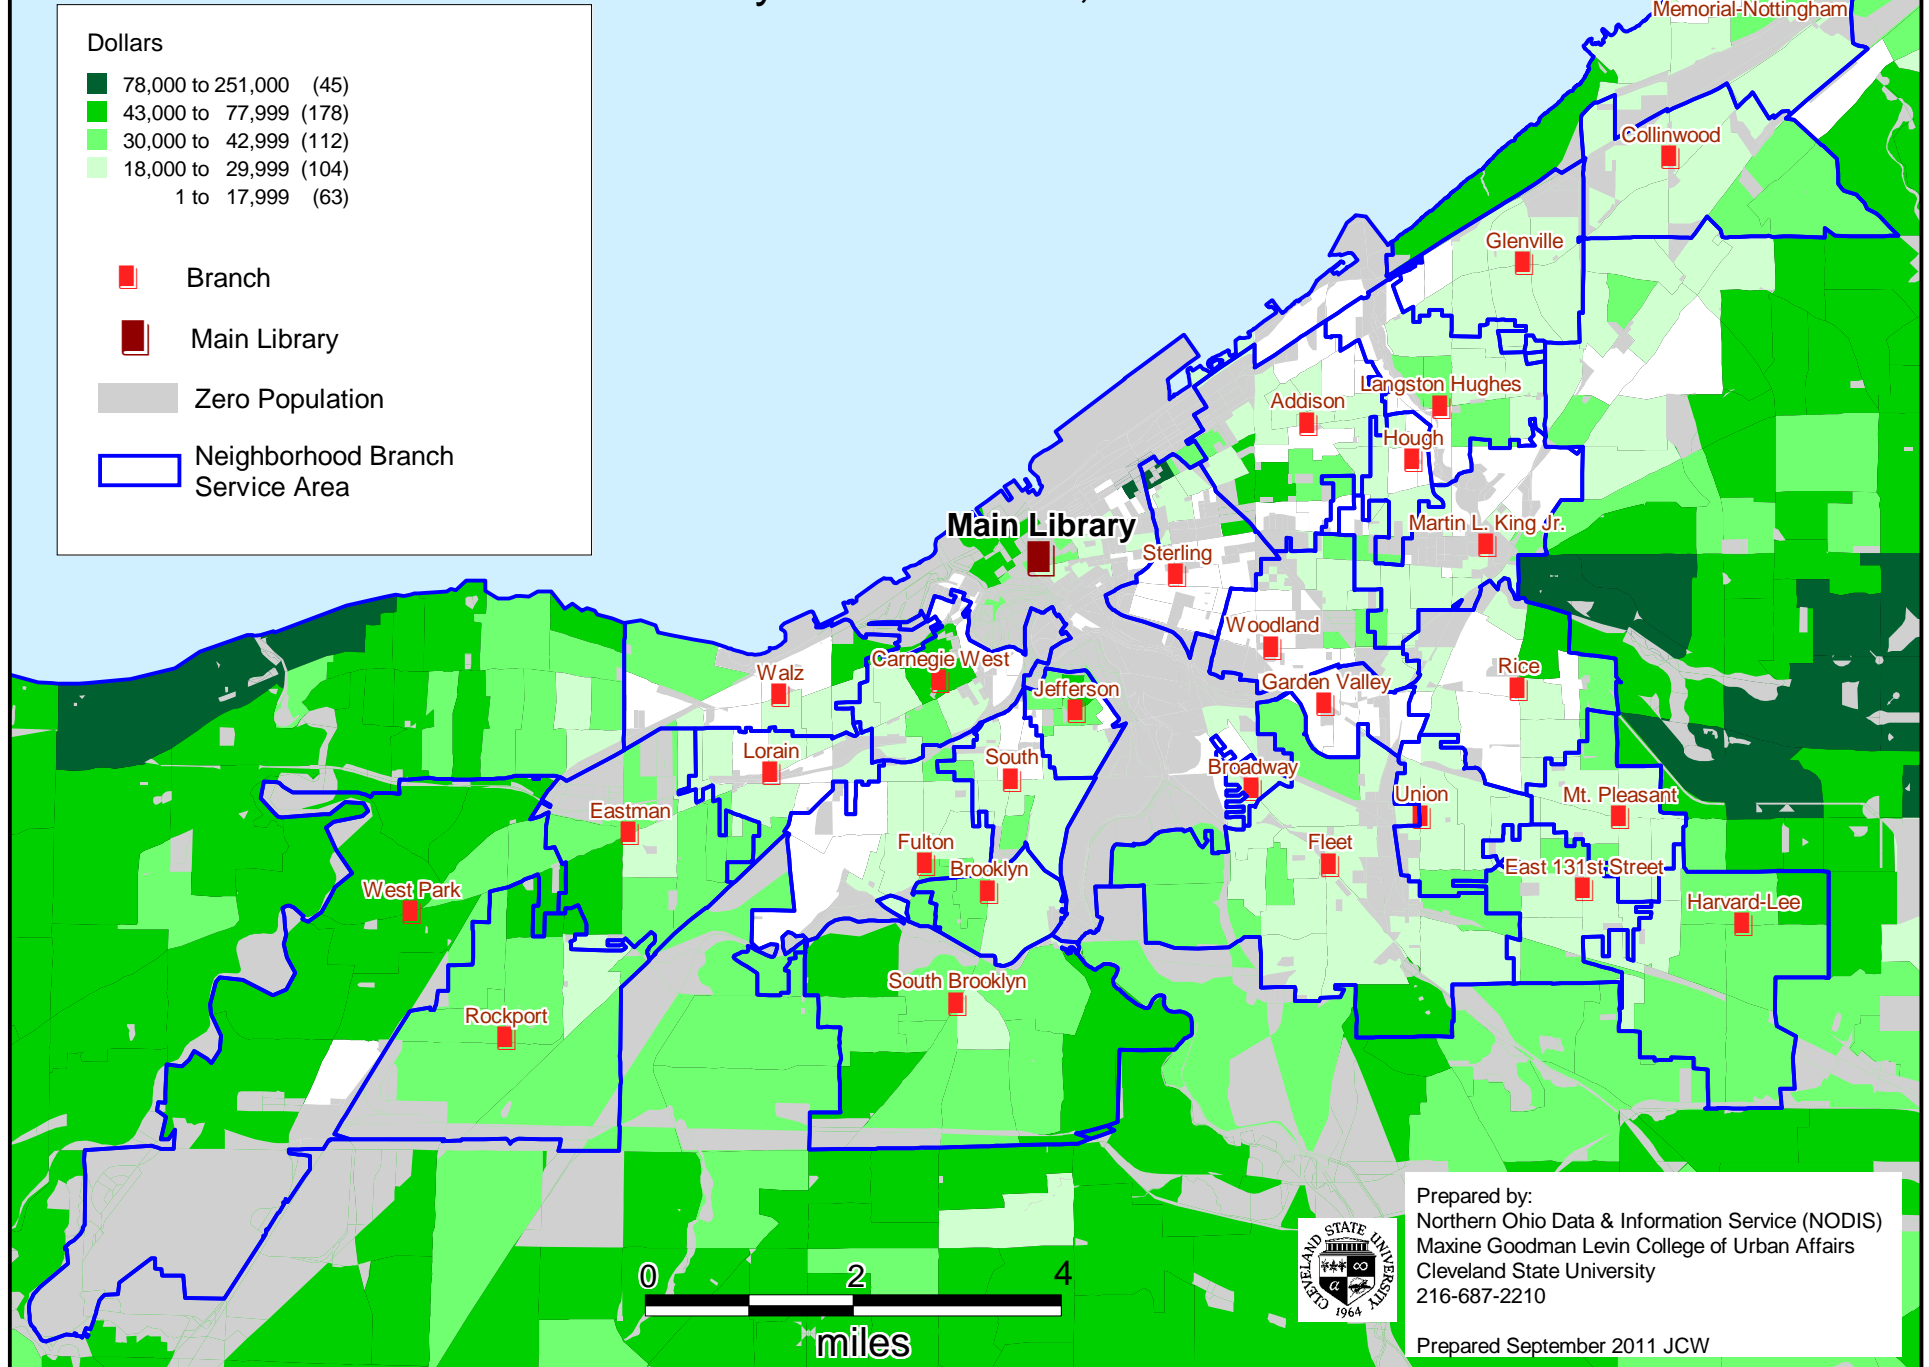 Dollars
78,000 to 251,000 (45)
43,000 to 77,999 (178)
30,000 to 42,999 (112)
18,000 to 29,999 (104)
1 to 17,999 (63)
Branch
Main Library
Zero Population
Neighborhood Branch
Service Area
Memorial-Nottingham
Collinwood
Glenville
Langston Hughes
Addison
Hough
Main Library
Martin L. King Jr.
Sterling
Woodland
Carnegie West
Walz
Rice
Jefferson
Garden Valley
Lorain
South
Broadway
Union
Mt. Pleasant
Eastman
Fulton
Brooklyn
Fleet
East 131st Street
West Park
Harvard-Lee
South Brooklyn
Rockport
0 2 4
miles
CLEVELAND STATE UNIVERSITY
1964
Prepared by:
Northern Ohio Data & Information Service (NODIS)
Maxine Goodman Levin College of Urban Affairs
Cleveland State University
216-687-2210
Prepared September 2011 JCW